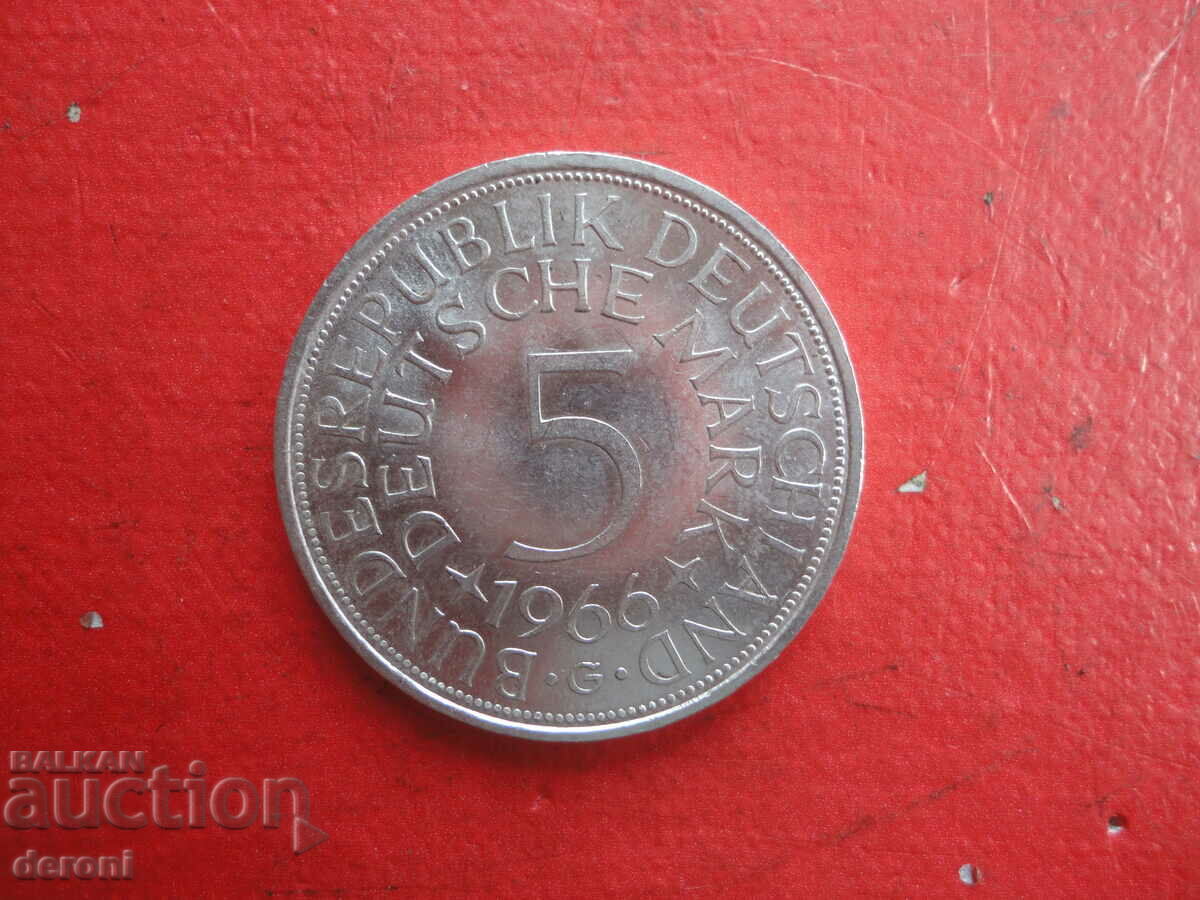 BUNDESREPUBLIK DEUTSCHLAND
DEUTSCHE MARK
5
1966
· G ·
BALKAN
auction
deroni